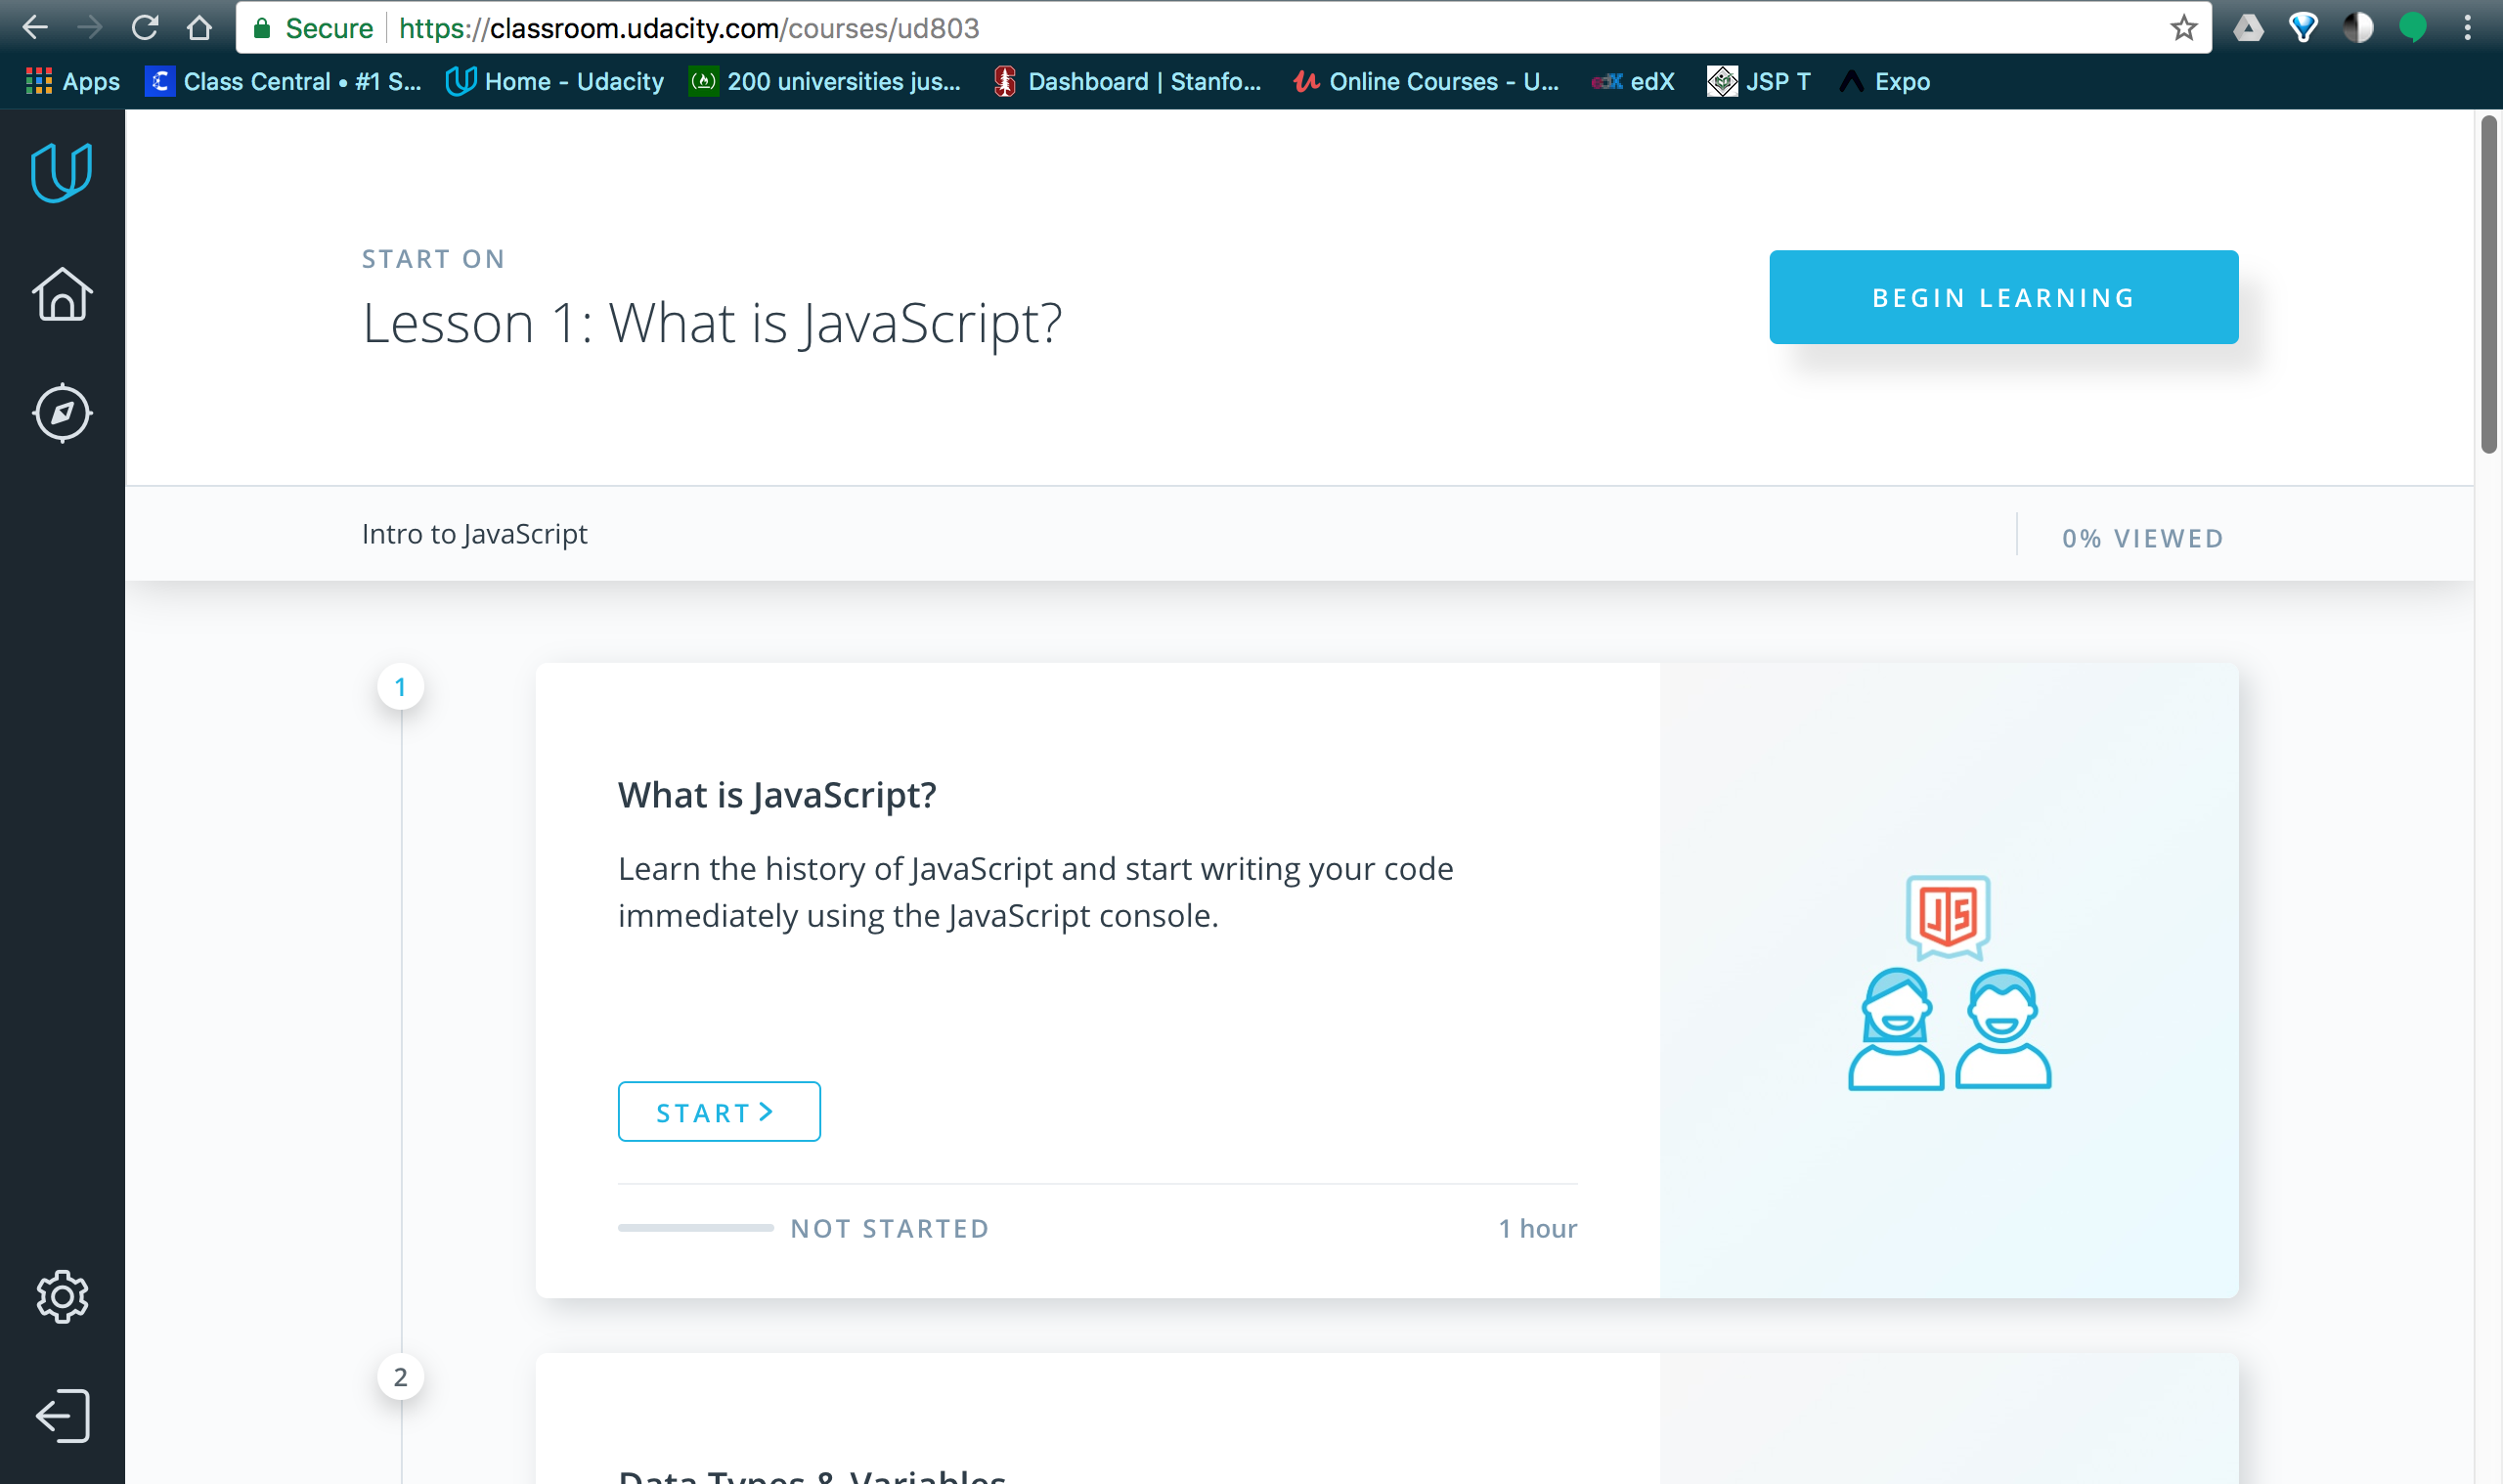 Secure https://classroom.udacity.com/courses/ud803
Apps Class Central • #1 S... Home - Udacity 200 universities jus... Dashboard | Stanfo... Online Courses - U... edX JSP T Expo
START ON
Lesson 1: What is JavaScript?
BEGIN LEARNING
Intro to JavaScript
0% VIEWED
1
What is JavaScript?
Learn the history of JavaScript and start writing your code
immediately using the JavaScript console.
JS
START >
NOT STARTED
1 hour
2
Data Types & Variables